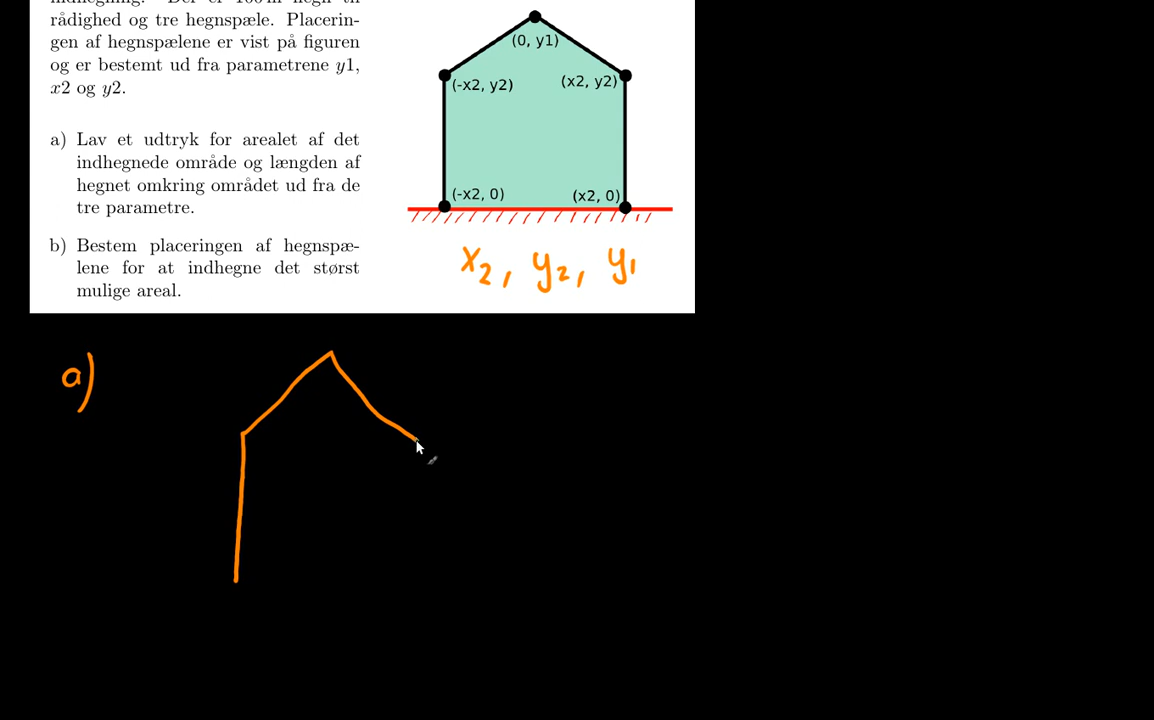 rådighed og tre hegnspæle. Placerin-
gen af hegnspælene er vist på figuren
og er bestemt ud fra parametrene y1,
x2 og y2.
a) Lav et udtryk for arealet af det
indhegnede område og længden af
hegnet omkring området ud fra de
tre parametre.
b) Bestem placeringen af hegnspæ-
lene for at indhegne det størst
mulige areal.
(0, y1)
(-x2, y2) (x2, y2)
(-x2, 0) (x2, 0)
x2, y2, y1
a)